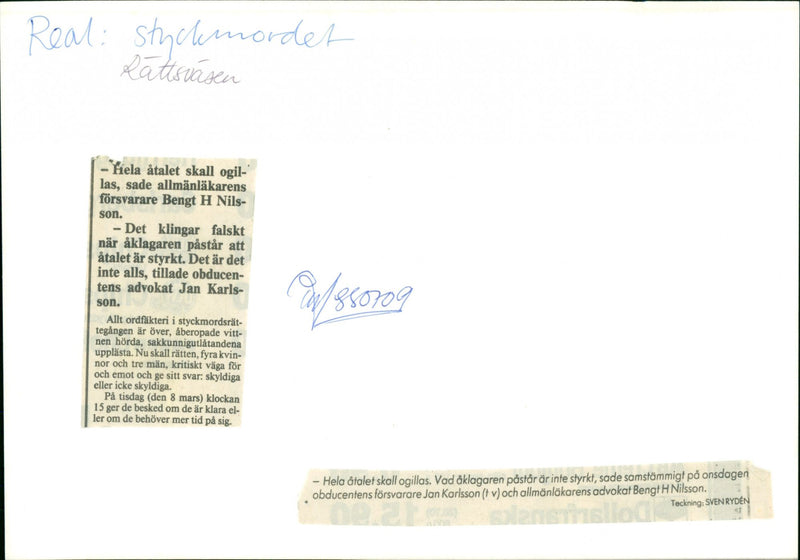 Real: styckmordet
Rättsväsen
– Hela åtalet skall ogil-
las, sade allmänläkarens
försvarare Bengt H Nils-
son.
– Det klingar falskt
när åklagaren påstår att
åtalet är styrkt. Det är det
inte alls, tillade obducen-
tens advokat Jan Karls-
son.
Allt ordfäkteri i styckmordsrät-
tegången är över, åberopade vitt-
nen hörda, sakkunnigutlåtandena
upplästa. Nu skall rätten, fyra kvin-
nor och tre män, kritiskt väga för
och emot och ge sitt svar: skyldiga
eller icke skyldiga.
På tisdag (den 8 mars) klockan
15 ger de besked om de är klara el-
ler om de behöver mer tid på sig.
880709
– Hela åtalet skall ogillas. Vad åklagaren påstår är inte styrkt, sade samstämmigt på onsdagen
obducentens försvarare Jan Karlsson (t v) och allmänläkarens advokat Bengt H Nilsson.
Teckning: SVEN RYDÉN
15.90
Dollarfranska